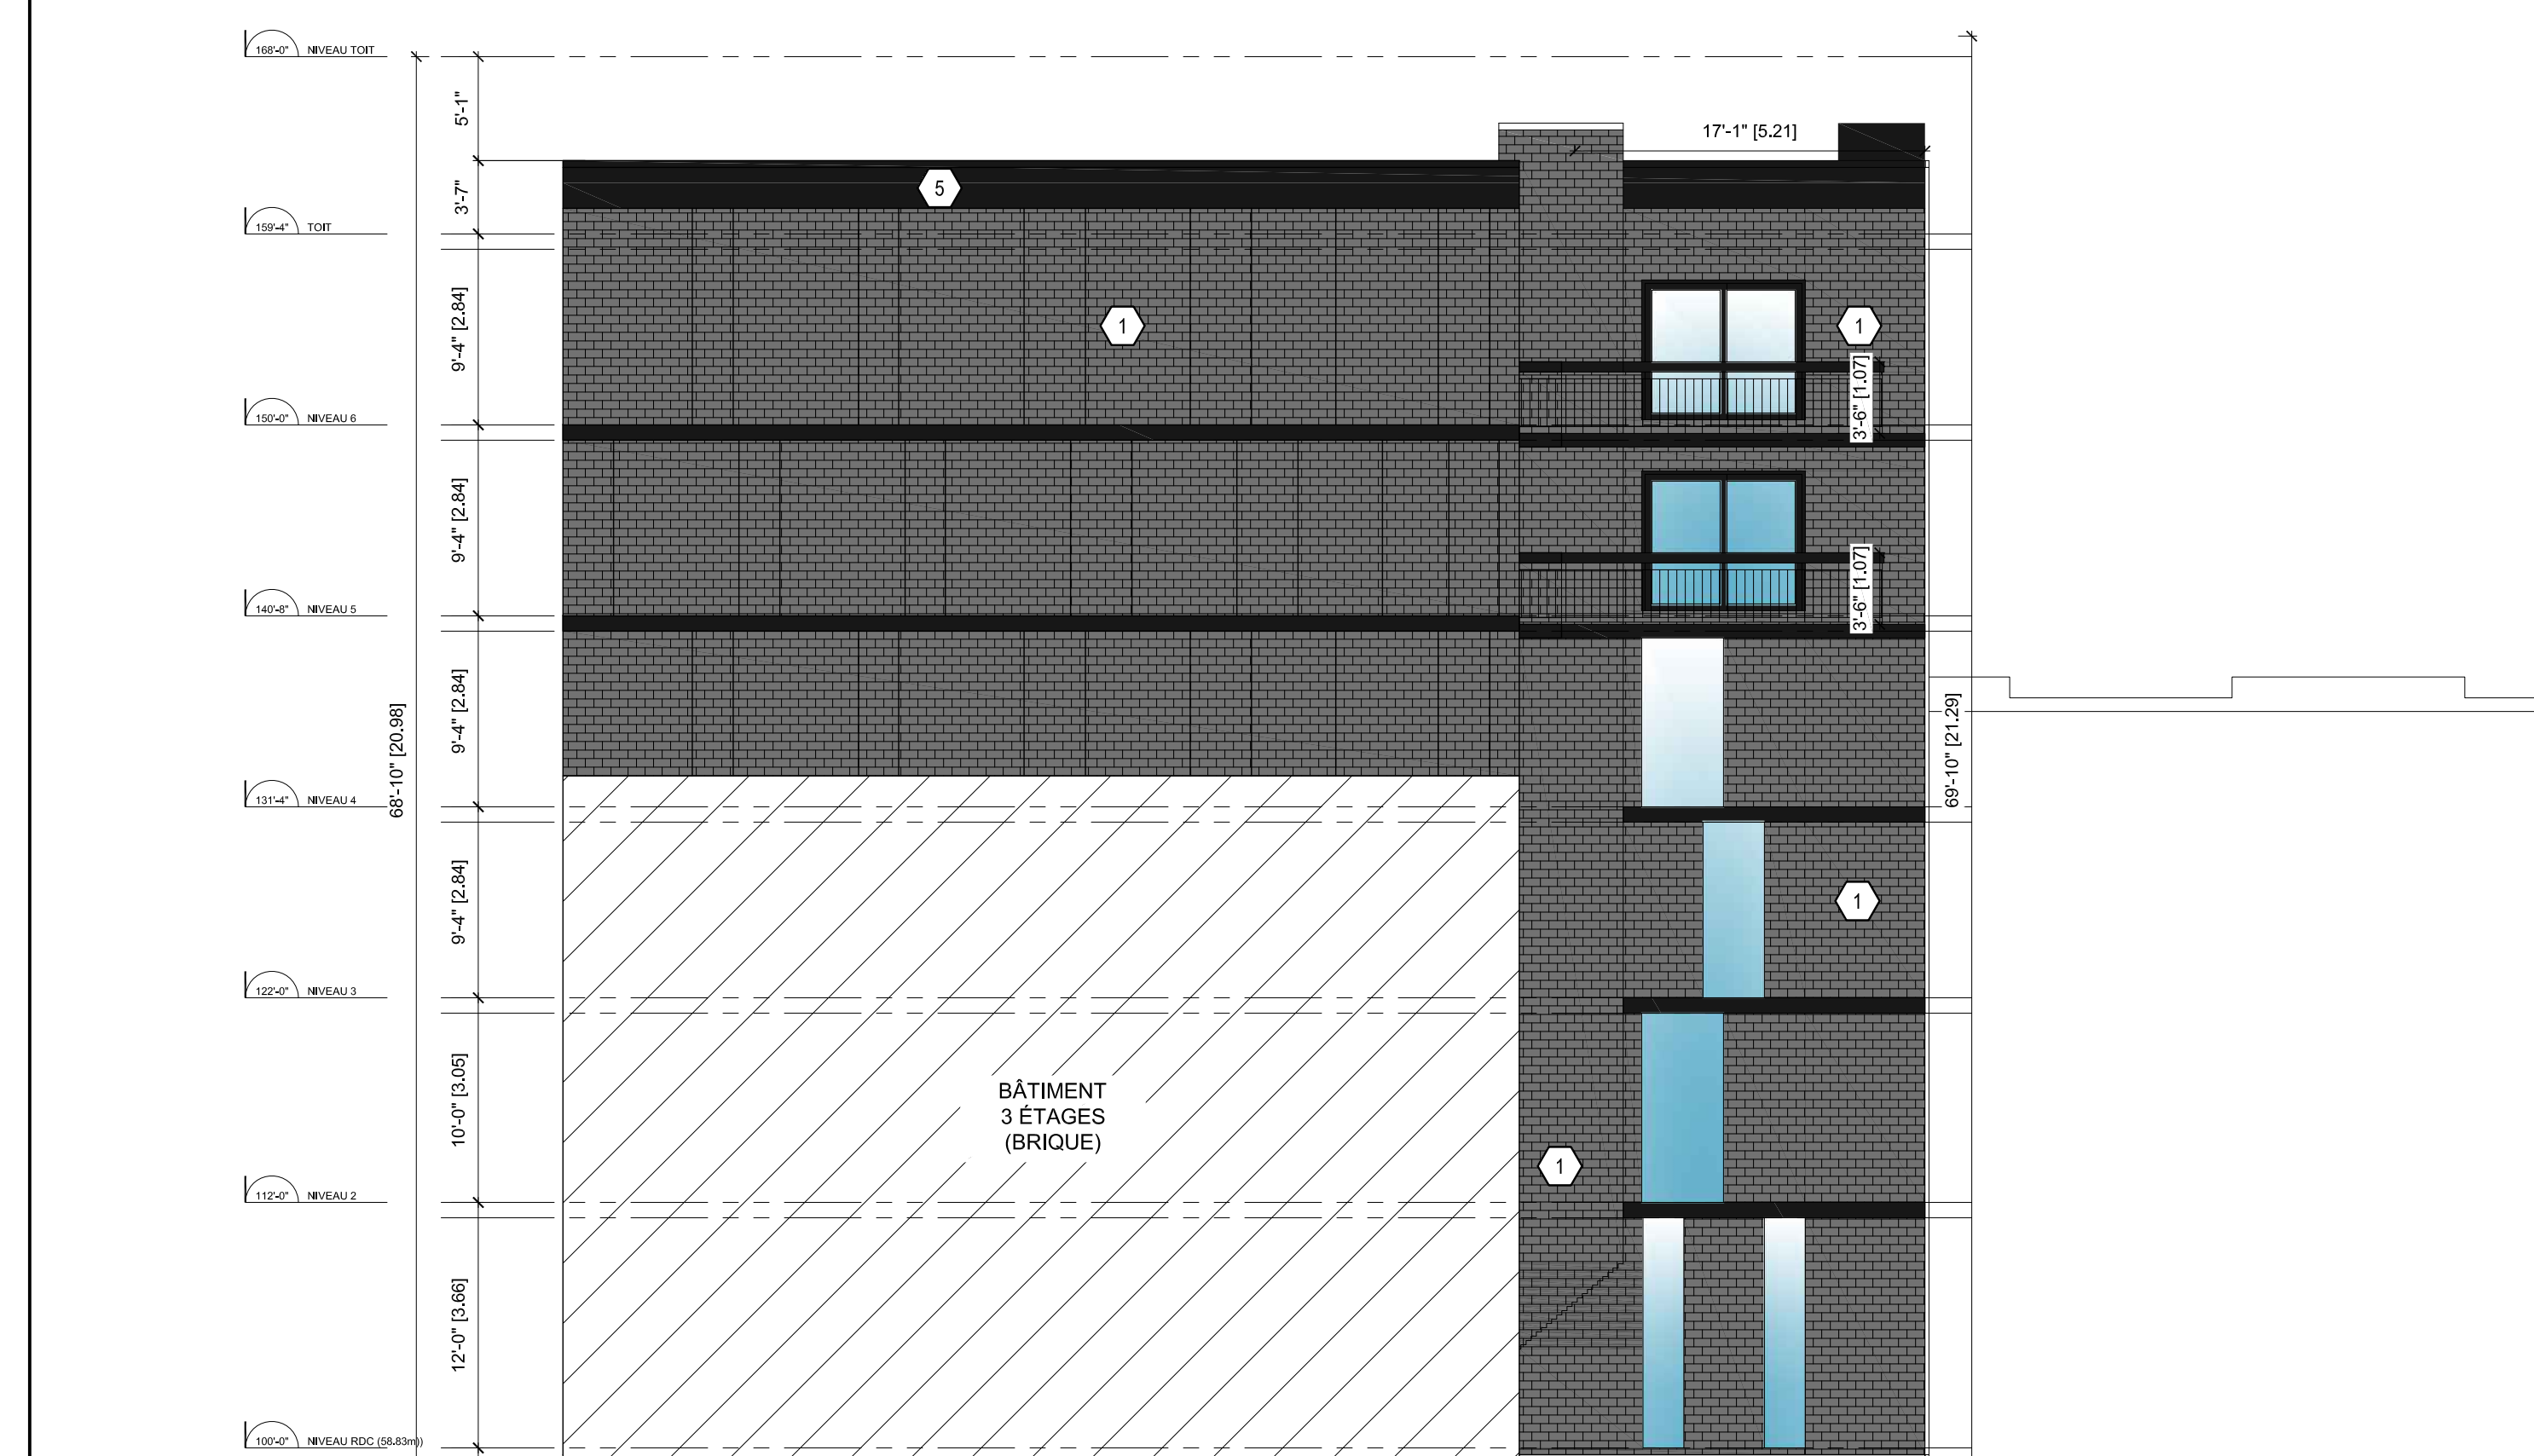 168'-0" NIVEAU TOIT
5'-1"
17'-1" [5.21]
3'-7"
5
159'-4" TOIT
9'-4" [2.84]
1
1
3'-6" [1.07]
150'-0" NIVEAU 6
9'-4" [2.84]
3'-6" [1.07]
140'-8" NIVEAU 5
9'-4" [2.84]
68'-10" [20.98]
69'-10" [21.29]
131'-4" NIVEAU 4
9'-4" [2.84]
1
122'-0" NIVEAU 3
10'-0" [3.05]
BÂTIMENT
3 ÉTAGES
(BRIQUE)
1
112'-0" NIVEAU 2
12'-0" [3.66]
100'-0" NIVEAU RDC (58.83m))